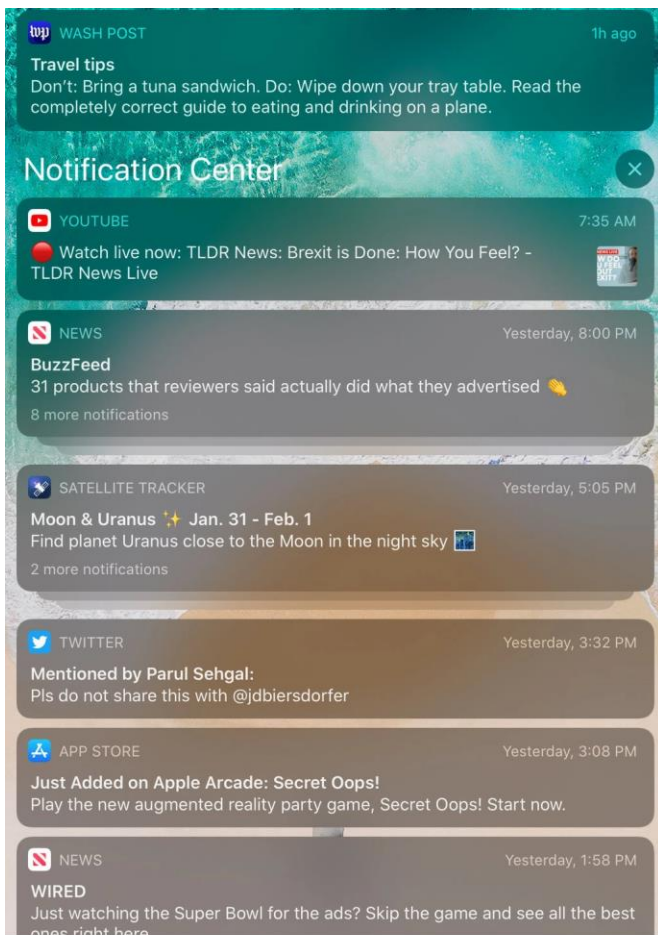 WASH POST 1h ago
Travel tips
Don't: Bring a tuna sandwich. Do: Wipe down your tray table. Read the
completely correct guide to eating and drinking on a plane.
Notification Center
YOUTUBE 7:35 AM
🔴 Watch live now: TLDR News: Brexit is Done: How You Feel? -
TLDR News Live
NEWS Yesterday, 8:00 PM
BuzzFeed
31 products that reviewers said actually did what they advertised 👏
8 more notifications
SATELLITE TRACKER Yesterday, 5:05 PM
Moon & Uranus ✨ Jan. 31 - Feb. 1
Find planet Uranus close to the Moon in the night sky 🌃
2 more notifications
TWITTER Yesterday, 3:32 PM
Mentioned by Parul Sehgal:
Pls do not share this with @jdbiersdorfer
APP STORE Yesterday, 3:08 PM
Just Added on Apple Arcade: Secret Oops!
Play the new augmented reality party game, Secret Oops! Start now.
NEWS Yesterday, 1:58 PM
WIRED
Just watching the Super Bowl for the ads? Skip the game and see all the best
ones right here